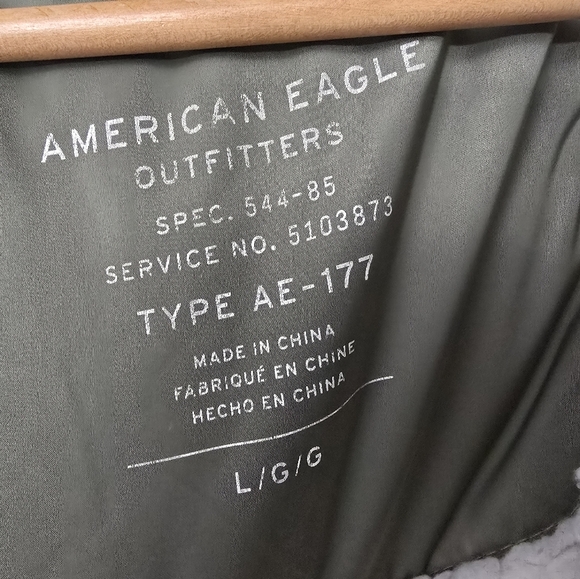 AMERICAN EAGLE
OUTFITTERS
SPEC. 544-85
SERVICE NO. 5103873
TYPE AE-177
MADE IN CHINA
FABRIQUÉ EN CHINE
HECHO EN CHINA
L/G/G